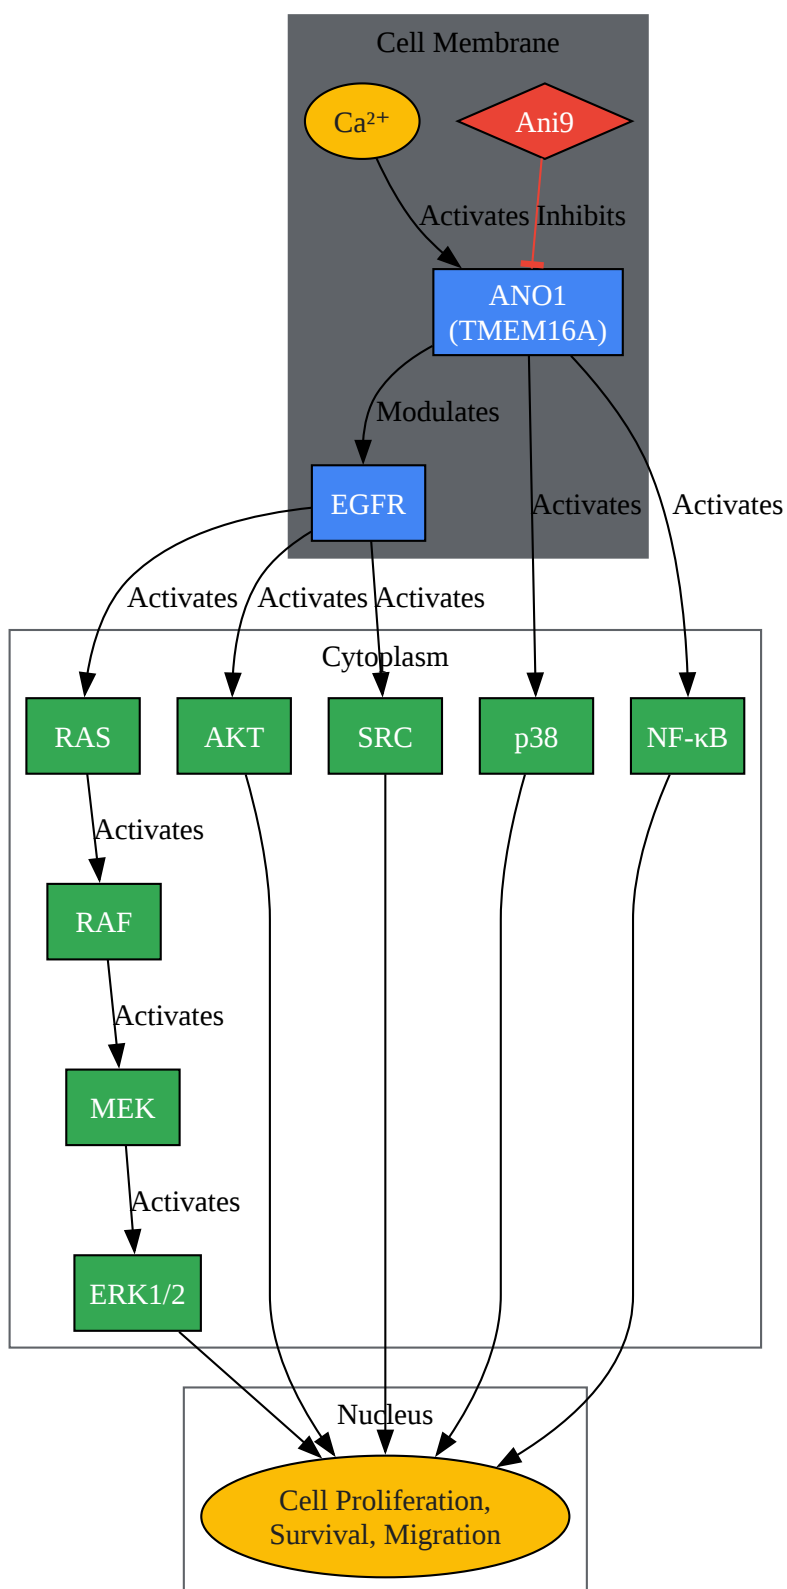 Cell Membrane
Ca²⁺
Ani9
Activates
Inhibits
ANO1
(TMEM16A)
Modulates
EGFR
Activates
Activates
Activates
Activates
Activates
Cytoplasm
RAS
AKT
SRC
p38
NF-κB
Activates
RAF
Activates
MEK
Activates
ERK1/2
Nucleus
Cell Proliferation,
Survival, Migration